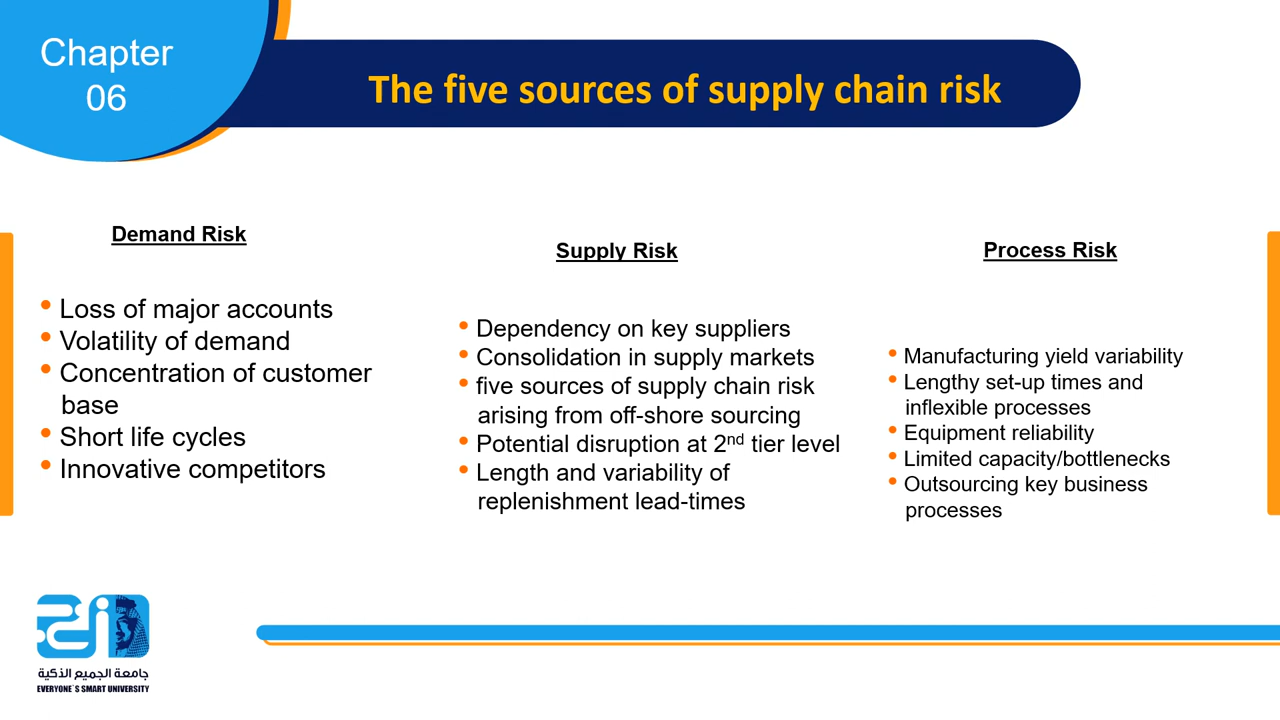 Chapter
06
The five sources of supply chain risk
Demand Risk
• Loss of major accounts
• Volatility of demand
• Concentration of customer
base
• Short life cycles
• Innovative competitors
Supply Risk
• Dependency on key suppliers
• Consolidation in supply markets
• five sources of supply chain risk
arising from off-shore sourcing
• Potential disruption at 2nd tier level
• Length and variability of
replenishment lead-times
Process Risk
• Manufacturing yield variability
• Lengthy set-up times and
inflexible processes
• Equipment reliability
• Limited capacity/bottlenecks
• Outsourcing key business
processes
جامعة الجميع الذكية
EVERYONE`S SMART UNIVERSITY